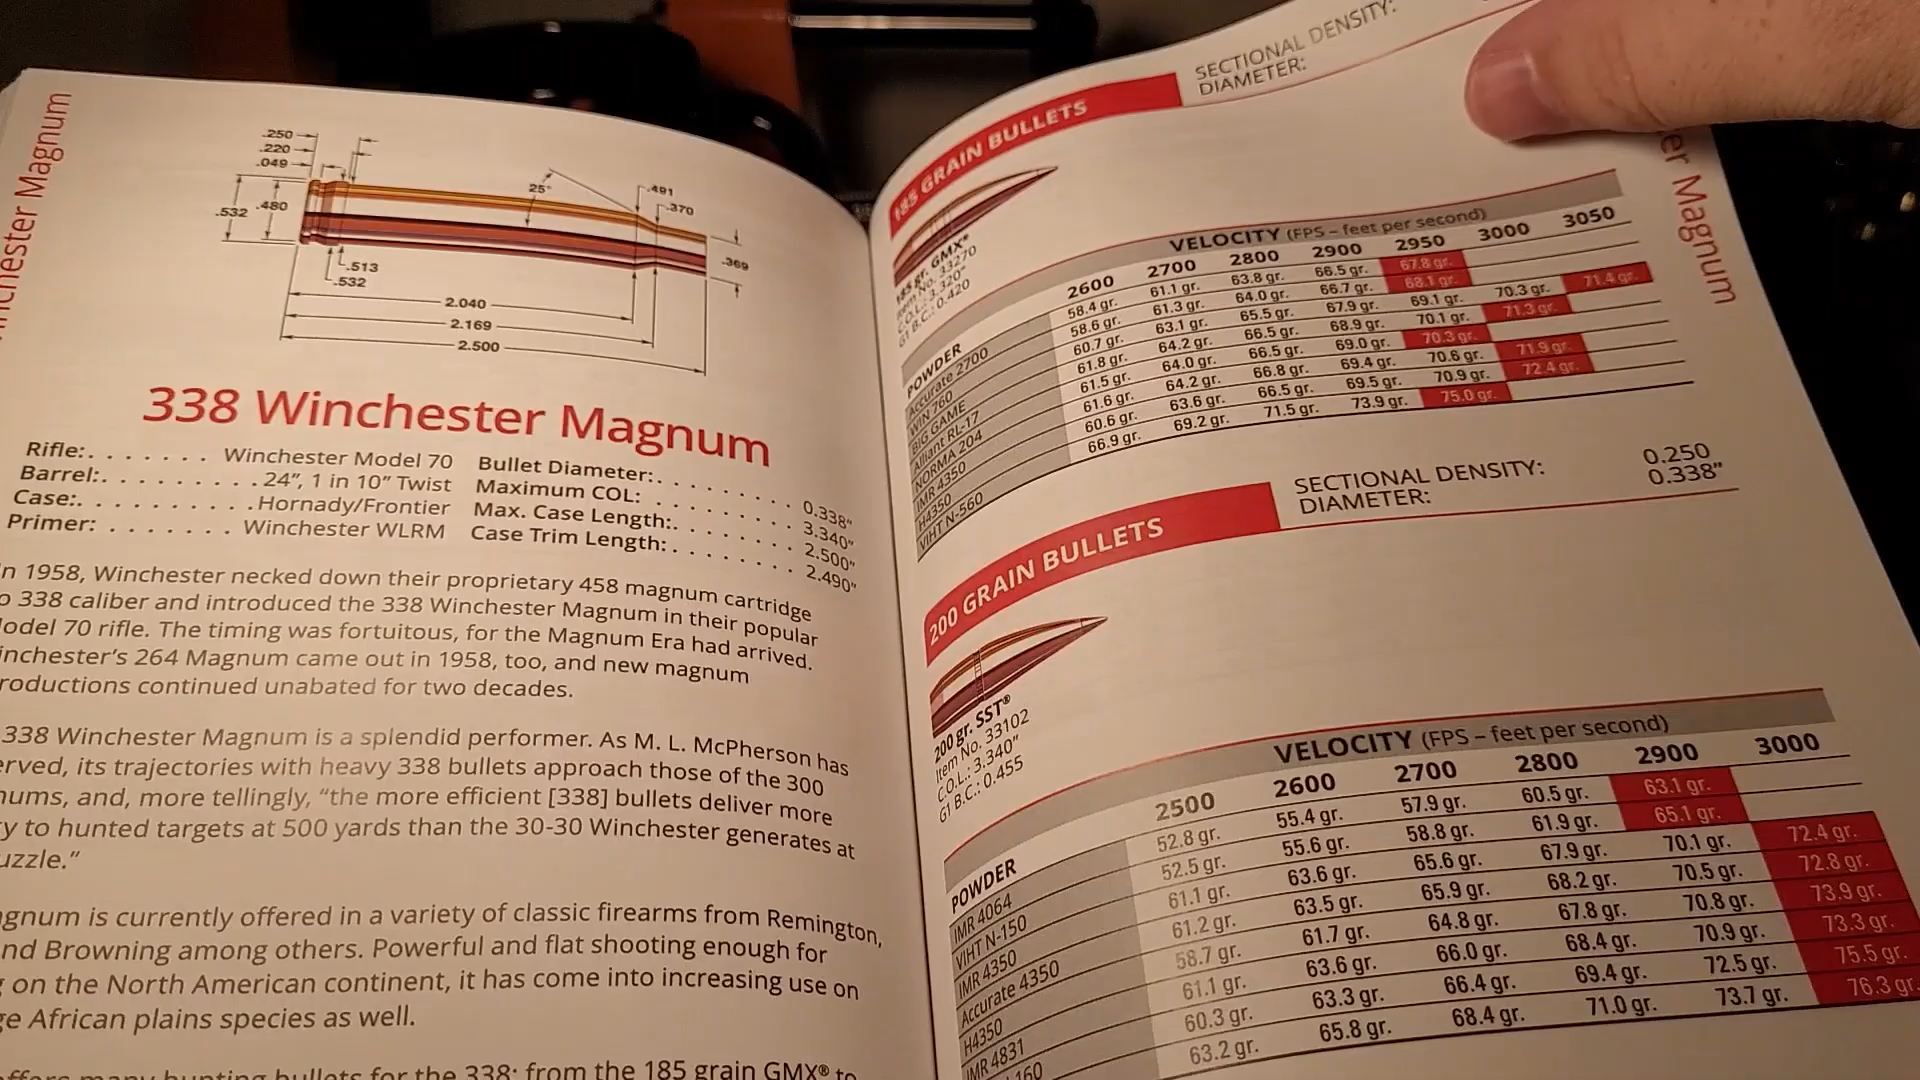 Winchester Magnum
.250
.220
.049
.532
.480
25°
.491
.370
.369
.513
.532
2.040
2.169
2.500
338 Winchester Magnum
Rifle:. . . . . . . Winchester Model 70
Barrel:. . . . . . . . . 24", 1 in 10" Twist
Case:. . . . . . . . . . Hornady/Frontier
Primer: . . . . . . . Winchester WLRM
Bullet Diameter:. . . . . . . . 0.338"
Maximum COL: . . . . . . . . . 3.340"
Max. Case Length:. . . . . . . 2.500"
Case Trim Length:. . . . . . . 2.490"
n 1958, Winchester necked down their proprietary 458 magnum cartridge
o 338 caliber and introduced the 338 Winchester Magnum in their popular
odel 70 rifle. The timing was fortuitous, for the Magnum Era had arrived.
inchester's 264 Magnum came out in 1958, too, and new magnum
roductions continued unabated for two decades.
338 Winchester Magnum is a splendid performer. As M. L. McPherson has
erved, its trajectories with heavy 338 bullets approach those of the 300
nums, and, more tellingly, "the more efficient [338] bullets deliver more
y to hunted targets at 500 yards than the 30-30 Winchester generates at
uzzle."
agnum is currently offered in a variety of classic firearms from Remington,
nd Browning among others. Powerful and flat shooting enough for
on the North American continent, it has come into increasing use on
ge African plains species as well.
offers many hunting bullets for the 338: from the 185 grain GMX® to
185 GRAIN BULLETS
SECTIONAL DENSITY:
DIAMETER:
er Magnum
185 gr. GMX®
Item No. 33270
C.O.L.: 3.320"
G1 B.C.: 0.420
VELOCITY (FPS – feet per second)
POWDER 2600 2700 2800 2900 2950 3000 3050
Accurate 2700 58.4 gr. 61.1 gr. 63.8 gr. 66.5 gr. 67.8 gr.
WIN 760 58.6 gr. 61.3 gr. 64.0 gr. 66.7 gr. 68.1 gr.
BIG GAME 60.7 gr. 63.1 gr. 65.5 gr. 67.9 gr. 69.1 gr. 70.3 gr. 71.4 gr.
Alliant RL-17 61.8 gr. 64.2 gr. 66.5 gr. 68.9 gr. 70.1 gr. 71.3 gr.
NORMA 204 61.5 gr. 64.0 gr. 66.5 gr. 69.0 gr. 70.3 gr.
IMR 4350 61.6 gr. 64.2 gr. 66.8 gr. 69.4 gr. 70.6 gr. 71.9 gr.
H4350 60.6 gr. 63.6 gr. 66.5 gr. 69.5 gr. 70.9 gr. 72.4 gr.
VIHT N-560 66.9 gr. 69.2 gr. 71.5 gr. 73.9 gr. 75.0 gr.
200 GRAIN BULLETS
SECTIONAL DENSITY: 0.250
DIAMETER: 0.338"
200 gr. SST®
Item No. 33102
C.O.L.: 3.340"
G1 B.C.: 0.455
VELOCITY (FPS – feet per second)
POWDER 2500 2600 2700 2800 2900 3000
IMR 4064 52.8 gr. 55.4 gr. 57.9 gr. 60.5 gr. 63.1 gr.
VIHT N-150 52.5 gr. 55.6 gr. 58.8 gr. 61.9 gr. 65.1 gr.
IMR 4350 61.1 gr. 63.6 gr. 65.6 gr. 67.9 gr. 70.1 gr. 72.4 gr.
Accurate 4350 61.2 gr. 63.5 gr. 65.9 gr. 68.2 gr. 70.5 gr. 72.8 gr.
H4350 58.7 gr. 61.7 gr. 64.8 gr. 67.8 gr. 70.8 gr. 73.9 gr.
IMR 4831 61.1 gr. 63.6 gr. 66.0 gr. 68.4 gr. 70.9 gr. 73.3 gr.
160 60.3 gr. 63.3 gr. 66.4 gr. 69.4 gr. 72.5 gr. 75.5 gr.
63.2 gr. 65.8 gr. 68.4 gr. 71.0 gr. 73.7 gr. 76.3 gr.